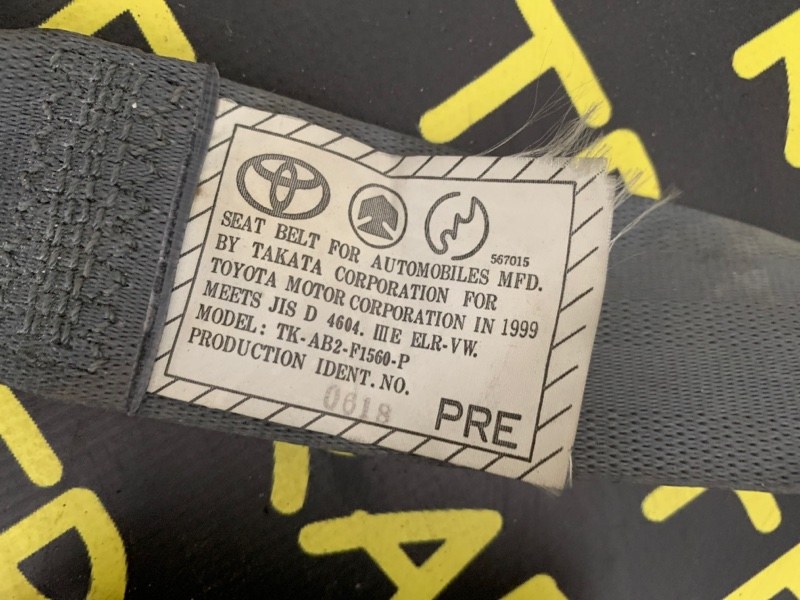 567015
SEAT BELT FOR AUTOMOBILES MFD.
BY TAKATA CORPORATION FOR
TOYOTA MOTOR CORPORATION IN 1999
MEETS JIS D 4604. ⅢE ELR-VW.
MODEL: TK-AB2-F1560-P
PRODUCTION IDENT. NO.
0618
PRE